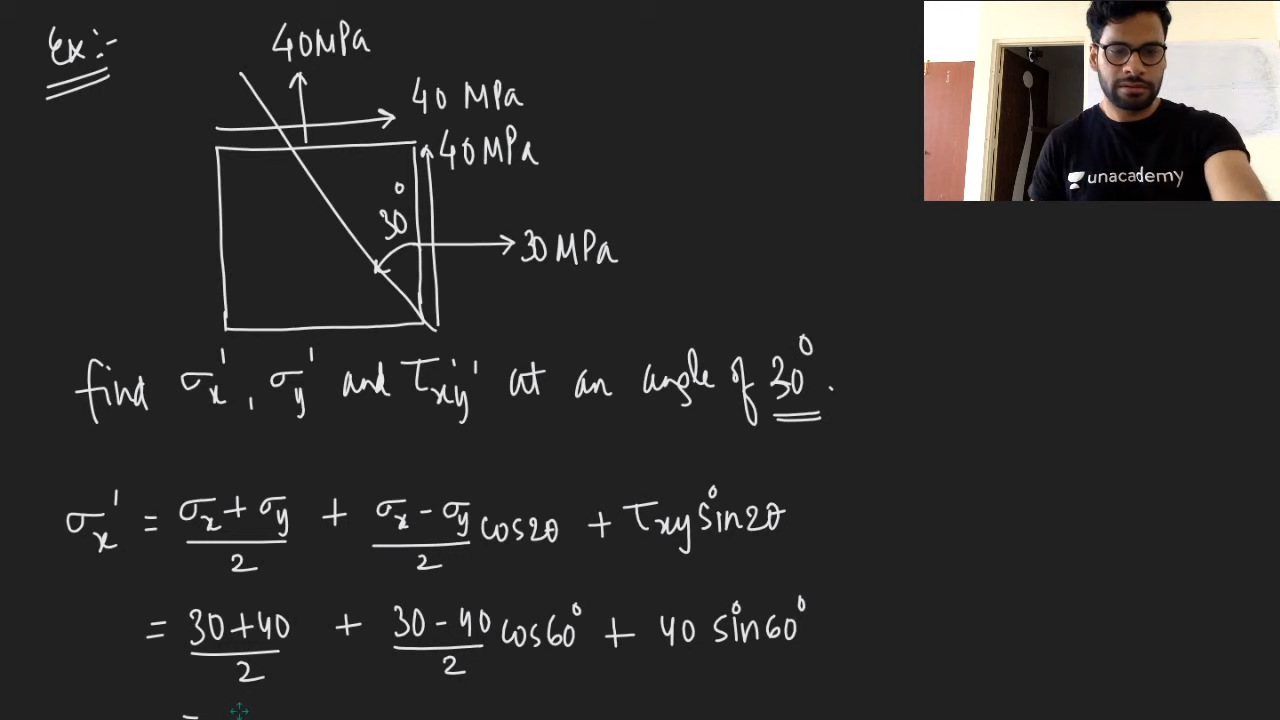 Ex:-
40MPa
40 MPa
40MPa
30°
30 MPa
find σx', σy' and τx'y' at an angle of 30°.
σx' = (σx + σy)/2 + (σx - σy)/2 cos2θ + τxy sin2θ
= (30+40)/2 + (30-40)/2 cos60° + 40 sin60°
=
unacademy